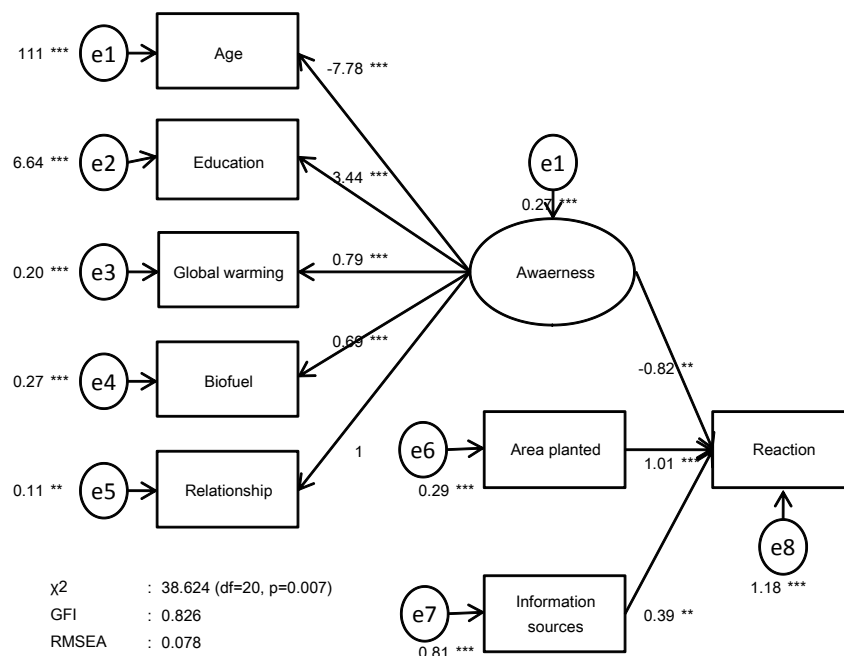 111 ***
e1
Age
-7.78 ***
6.64 ***
e2
Education
3.44 ***
e1
0.27 ***
0.20 ***
e3
Global warming
0.79 ***
Awaerness
0.27 ***
e4
Biofuel
0.69 ***
-0.82 **
0.11 **
e5
Relationship
1
e6
0.29 ***
Area planted
1.01 ***
Reaction
e8
1.18 ***
e7
0.81 ***
Information
sources
0.39 **
χ2 : 38.624 (df=20, p=0.007)
GFI : 0.826
RMSEA : 0.078